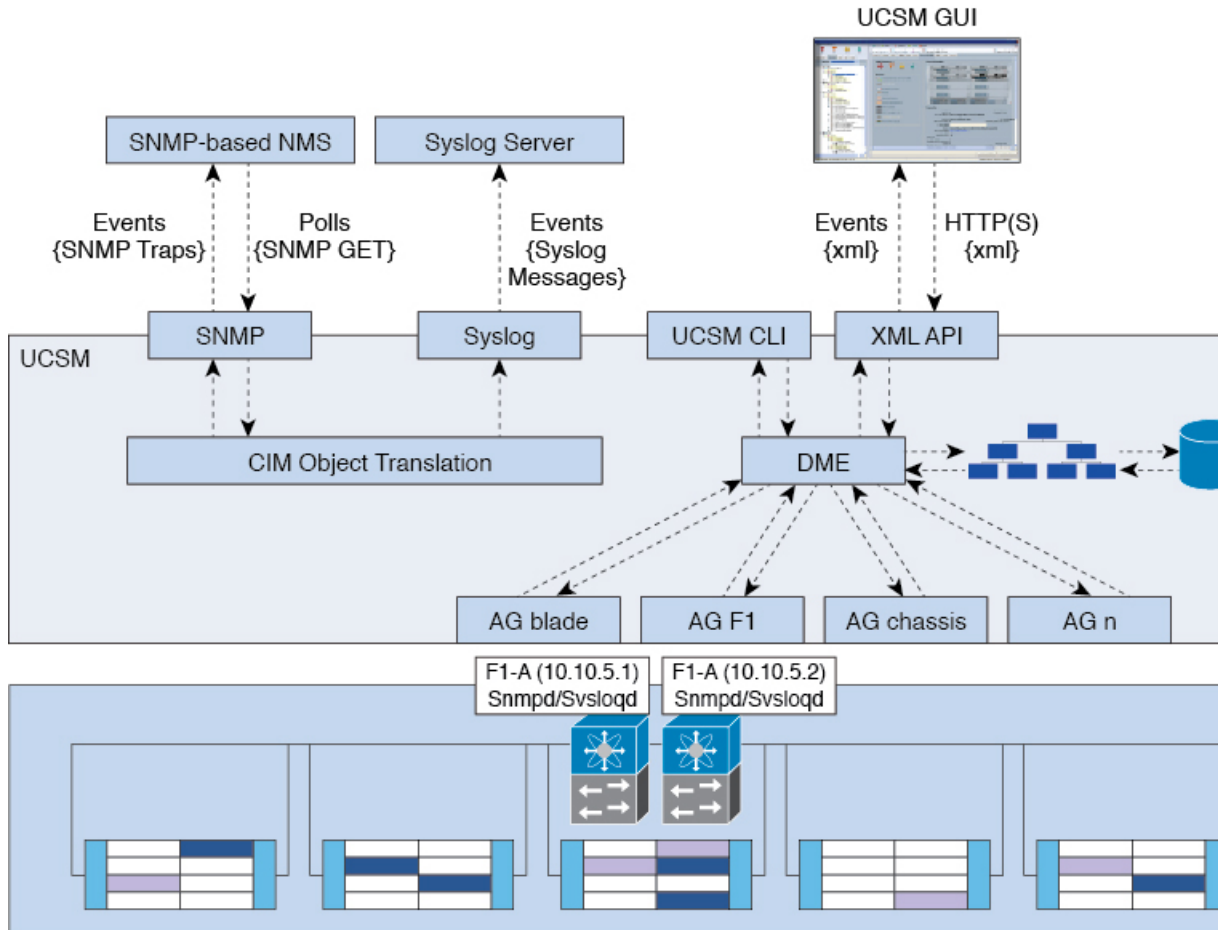 UCSM GUI
SNMP-based NMS
Syslog Server
Events
{SNMP Traps}
Polls
{SNMP GET}
Events
{Syslog
Messages}
Events
{xml}
HTTP(S)
{xml}
UCSM
SNMP
Syslog
UCSM CLI
XML API
CIM Object Translation
DME
AG blade
AG F1
AG chassis
AG n
F1-A (10.10.5.1)
Snmpd/Svsloqd
F1-A (10.10.5.2)
Snmpd/Svsloqd